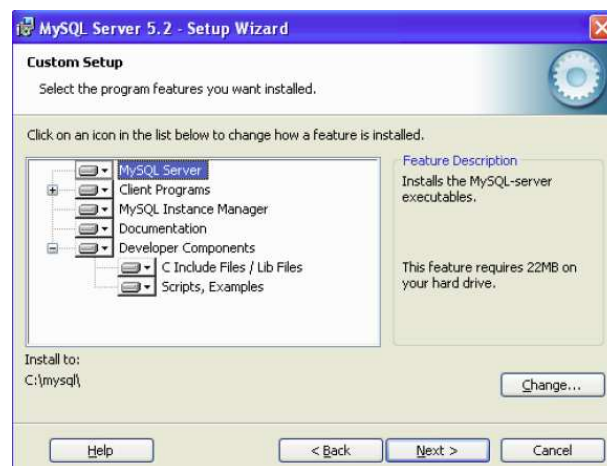 MySQL Server 5.2 - Setup Wizard
Custom Setup
Select the program features you want installed.
Click on an icon in the list below to change how a feature is installed.
MySQL Server
Client Programs
MySQL Instance Manager
Documentation
Developer Components
C Include Files / Lib Files
Scripts, Examples
Feature Description
Installs the MySQL-server
executables.
This feature requires 22MB on
your hard drive.
Install to:
C:\mysql\
Change...
Help
< Back
Next >
Cancel